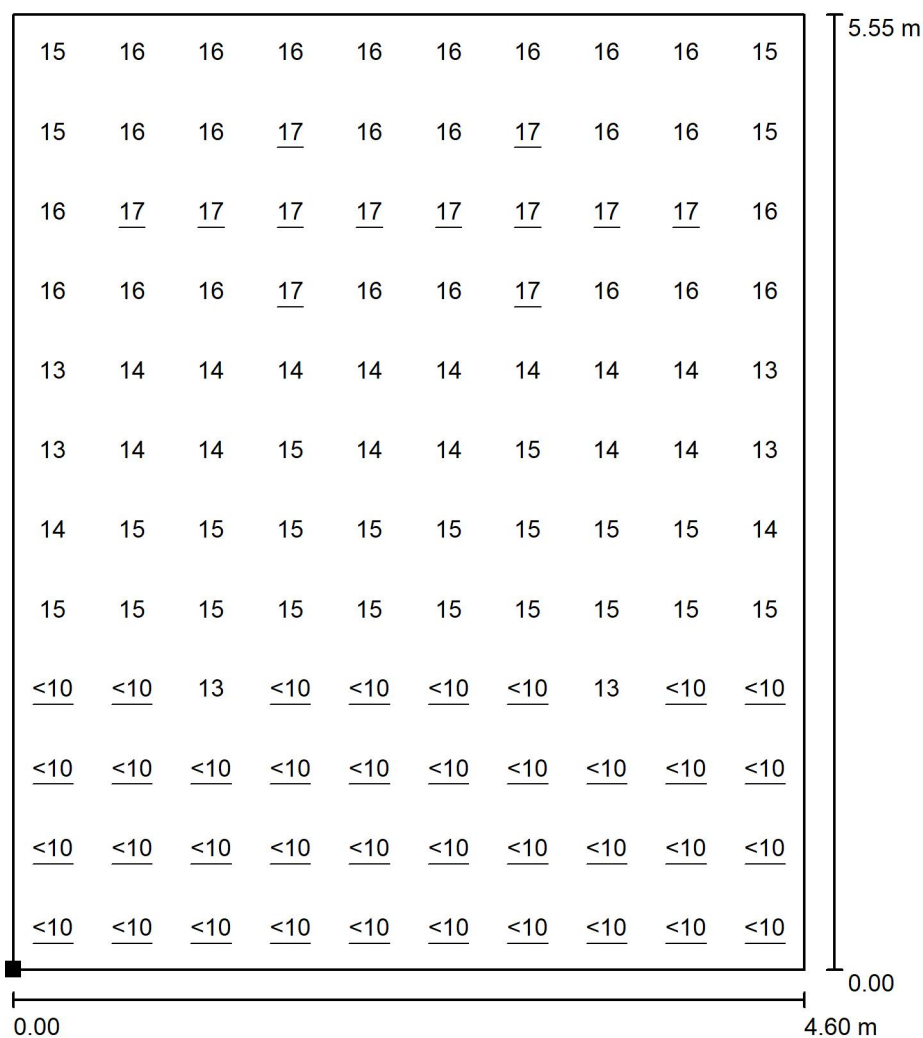 5.55 m
15 16 16 16 16 16 16 16 16 15
15 16 16 17 16 16 17 16 16 15
16 17 17 17 17 17 17 17 17 16
16 16 16 17 16 16 17 16 16 16
13 14 14 14 14 14 14 14 14 13
13 14 14 15 14 14 15 14 14 13
14 15 15 15 15 15 15 15 15 14
15 15 15 15 15 15 15 15 15 15
<10 <10 13 <10 <10 <10 <10 13 <10 <10
<10 <10 <10 <10 <10 <10 <10 <10 <10 <10
<10 <10 <10 <10 <10 <10 <10 <10 <10 <10
<10 <10 <10 <10 <10 <10 <10 <10 <10 <10
0.00
0.00 4.60 m